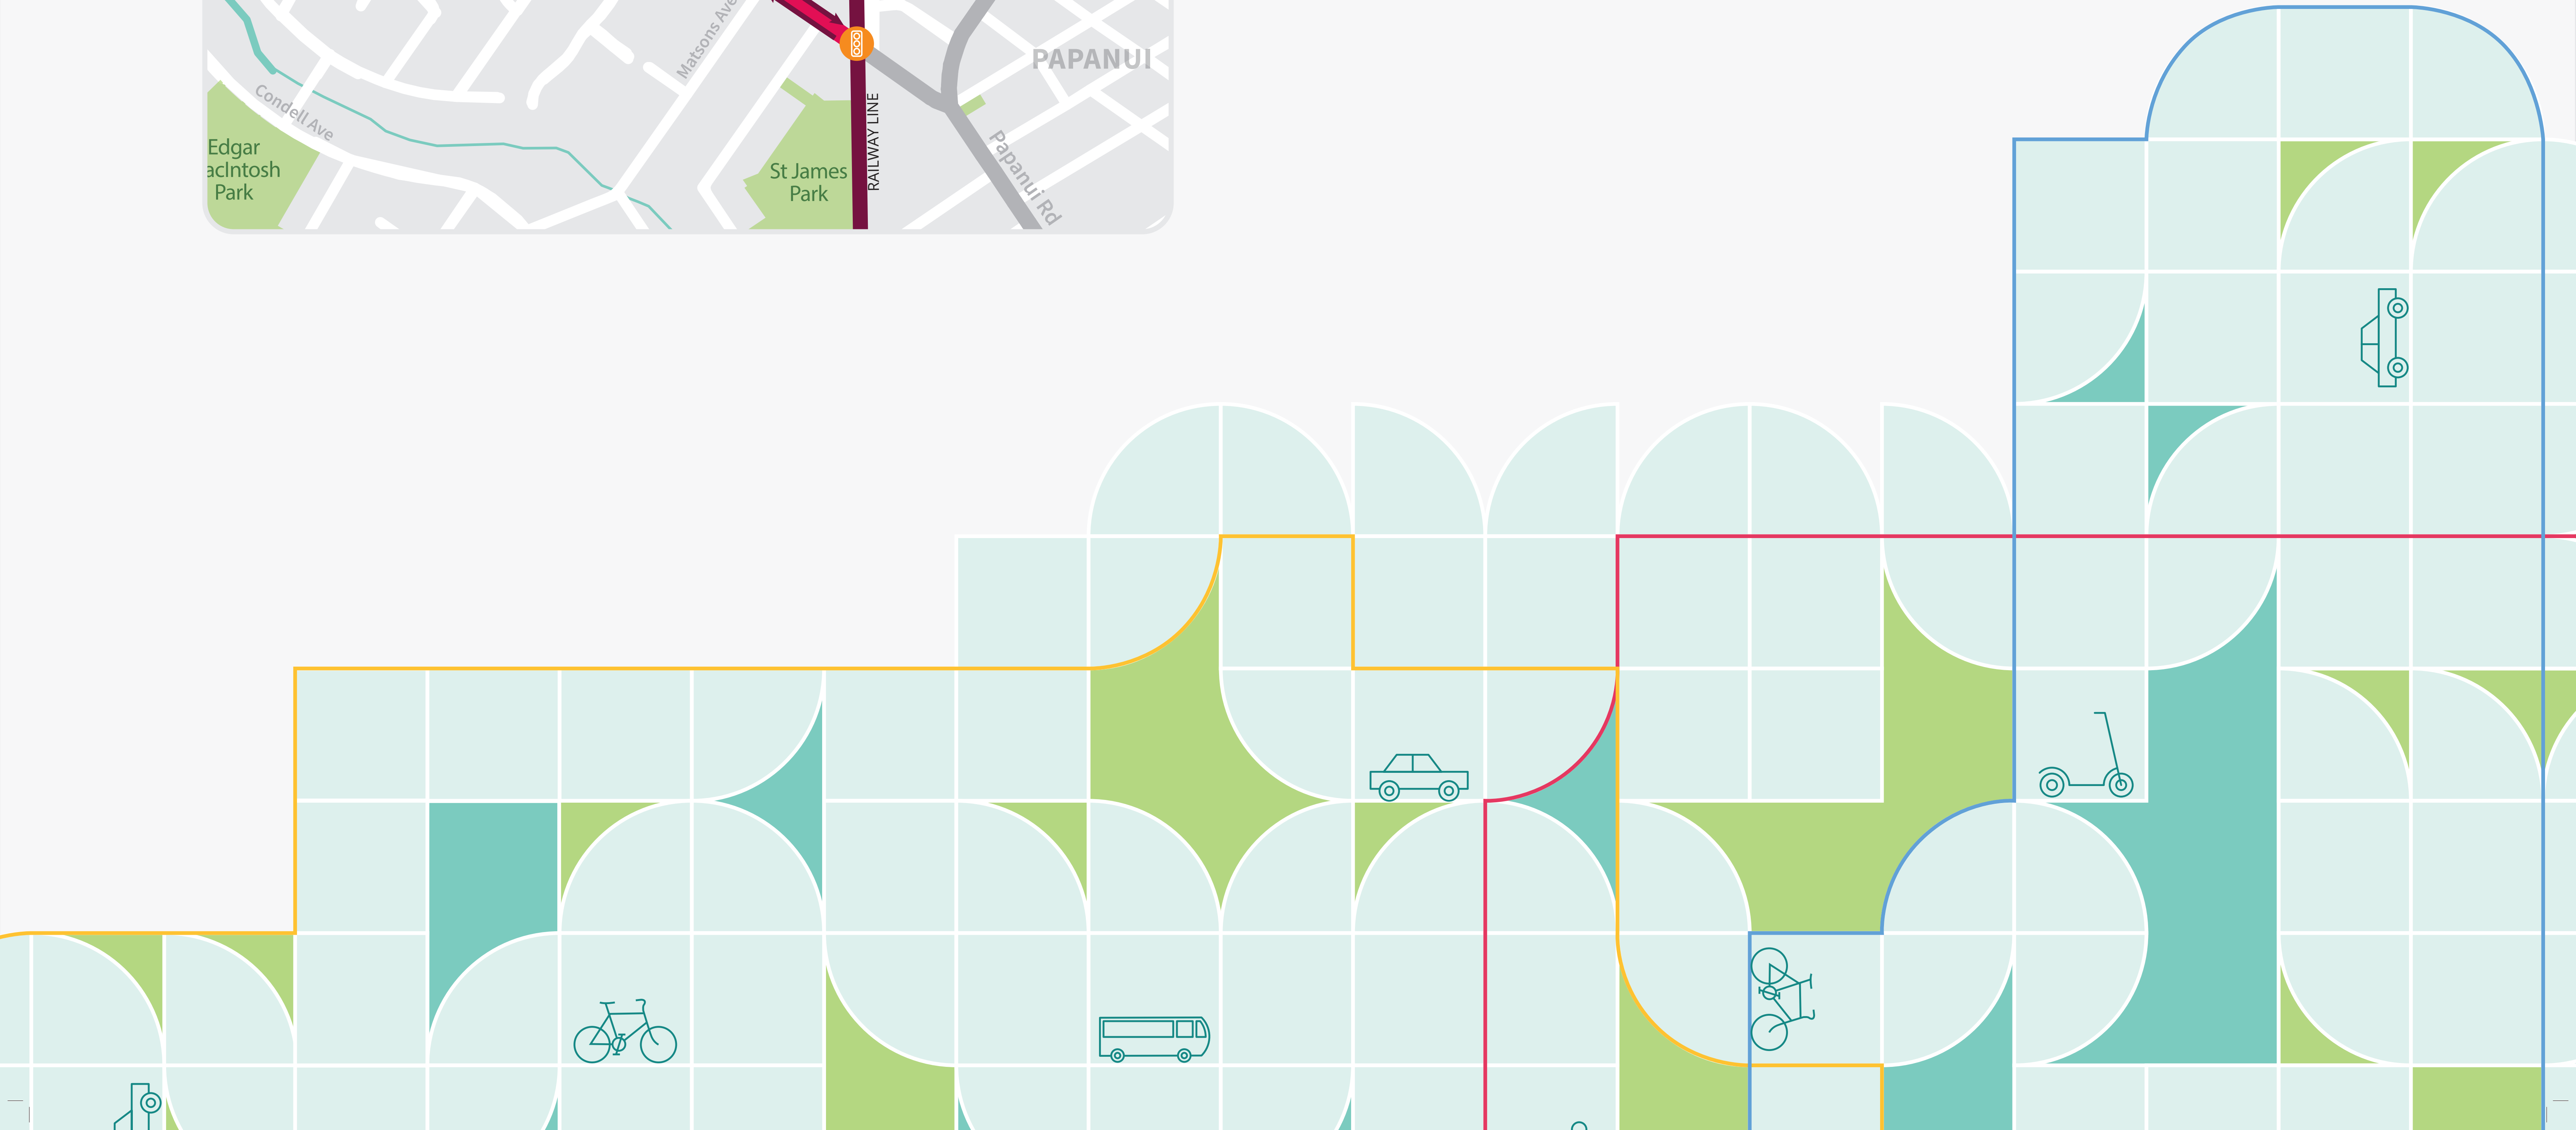 Matsons Ave
PAPANUI
Condell Ave
RAILWAY LINE
Edgar
acIntosh
Park
St James
Park
Papanui Rd